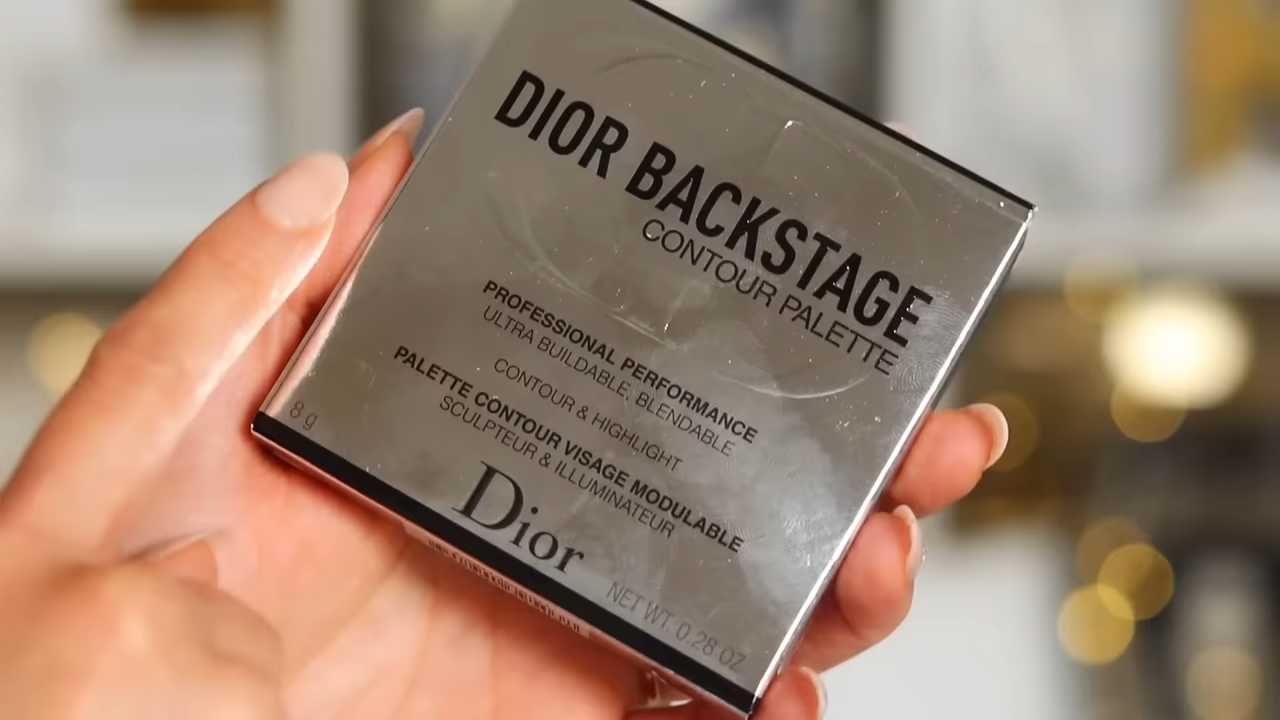 DIOR BACKSTAGE
CONTOUR PALETTE
PROFESSIONAL PERFORMANCE
ULTRA BUILDABLE, BLENDABLE
CONTOUR & HIGHLIGHT
PALETTE CONTOUR VISAGE MODULABLE
SCULPTEUR & ILLUMINATEUR
8 g
Dior
NET WT. 0.28 OZ